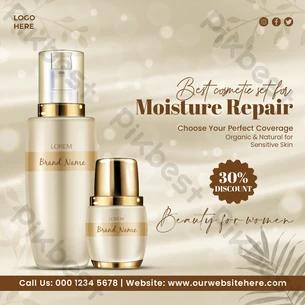 LOGO
HERE
Best cosmetic set for
Moisture Repair
Choose Your Perfect Coverage
Organic & Natural for
Sensitive Skin
LOREM
Brand Name
30%
DISCOUNT
LOREM
Brand Name
Beauty for women
Call Us: 000 1234 5678 | Website: www.ourwebsitehere.com
Pikbest